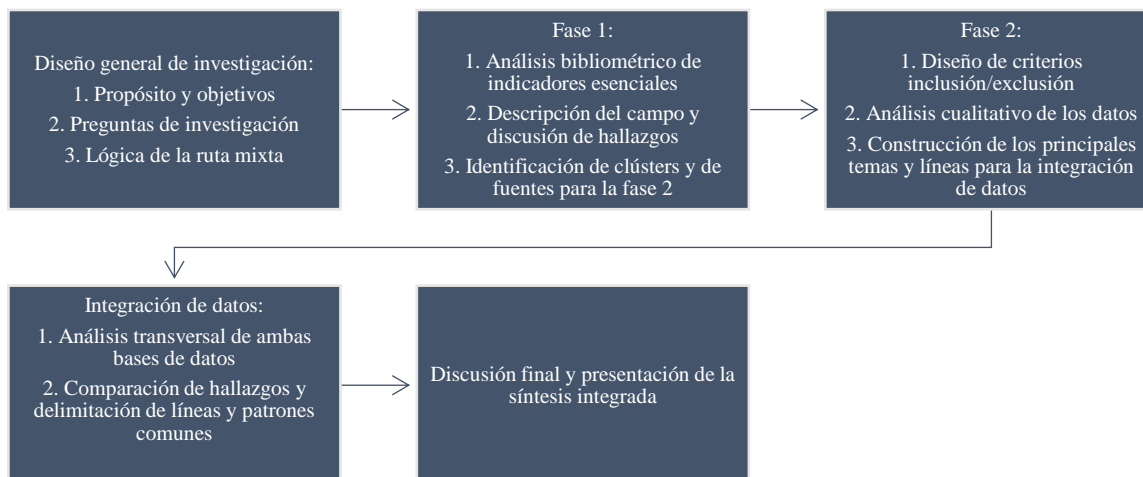 Diseño general de investigación:
1. Propósito y objetivos
2. Preguntas de investigación
3. Lógica de la ruta mixta
Fase 1:
1. Análisis bibliométrico de
indicadores esenciales
2. Descripción del campo y
discusión de hallazgos
3. Identificación de clústers y de
fuentes para la fase 2
Fase 2:
1. Diseño de criterios
inclusión/exclusión
2. Análisis cualitativo de los datos
3. Construcción de los principales
temas y líneas para la integración
de datos
Integración de datos:
1. Análisis transversal de ambas
bases de datos
2. Comparación de hallazgos y
delimitación de líneas y patrones
comunes
Discusión final y presentación de la
síntesis integrada